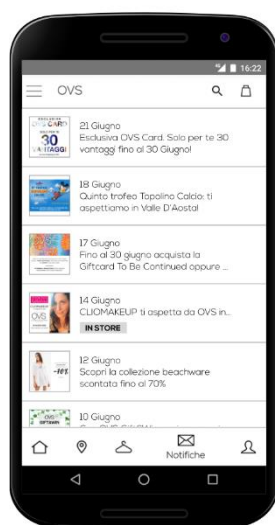 16:22
OVS
21 Giugno
Esclusiva OVS Card. Solo per te 30
vantaggi fino al 30 Giugno!
OVS CARD
30
VANTAGGI
18 Giugno
Quinto trofeo Topolino Calcio: ti
aspettiamo in Valle D'Aosta!
17 Giugno
Fino al 30 giugno acquista la
Giftcard To Be Continued oppure ...
14 Giugno
CLIOMAKEUP ti aspetta da OVS in...
IN STORE
OVS
12 Giugno
Scopri la collezione beachware
scontata fino al 70%
10 Giugno
Notifiche